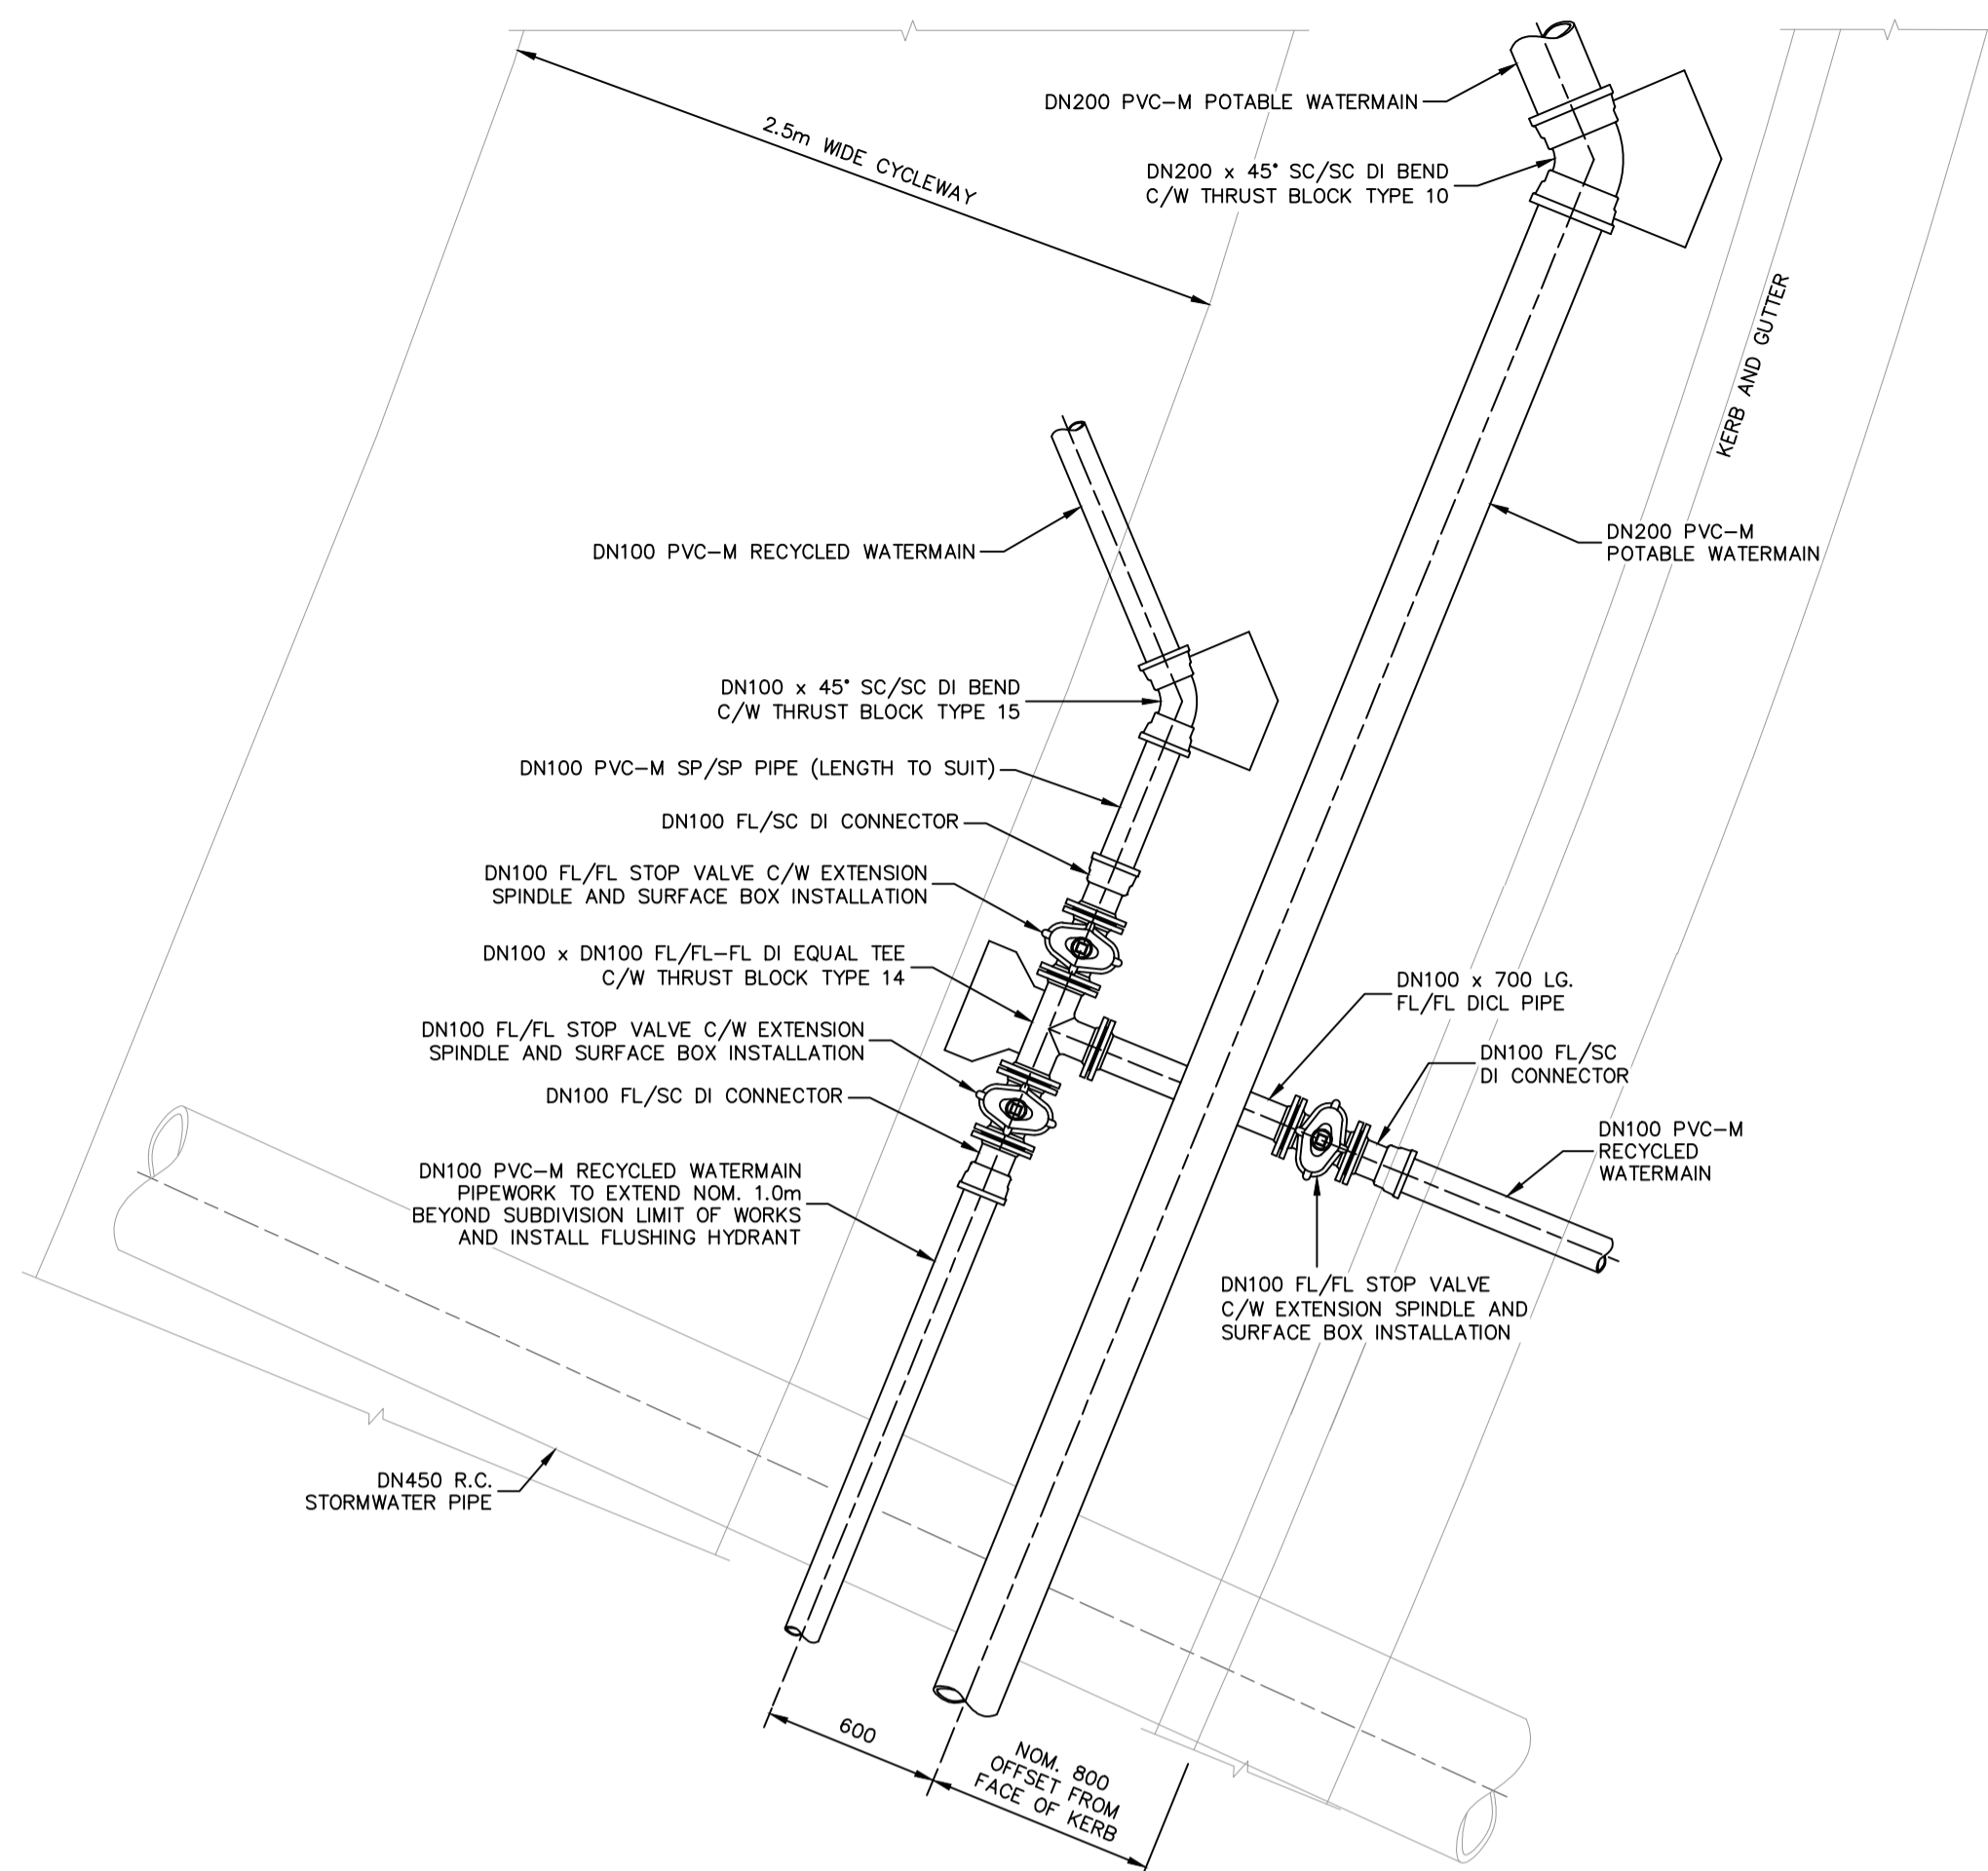 DN200 PVC-M POTABLE WATERMAIN
2.5m WIDE CYCLEWAY
DN200 x 45° SC/SC DI BEND
C/W THRUST BLOCK TYPE 10
KERB AND GUTTER
DN200 PVC-M
POTABLE WATERMAIN
DN100 PVC-M RECYCLED WATERMAIN
DN100 x 45° SC/SC DI BEND
C/W THRUST BLOCK TYPE 15
DN100 PVC-M SP/SP PIPE (LENGTH TO SUIT)
DN100 FL/SC DI CONNECTOR
DN100 FL/FL STOP VALVE C/W EXTENSION
SPINDLE AND SURFACE BOX INSTALLATION
DN100 x DN100 FL/FL-FL DI EQUAL TEE
C/W THRUST BLOCK TYPE 14
DN100 x 700 LG.
FL/FL DICL PIPE
DN100 FL/FL STOP VALVE C/W EXTENSION
SPINDLE AND SURFACE BOX INSTALLATION
DN100 FL/SC
DI CONNECTOR
DN100 FL/SC DI CONNECTOR
DN100 PVC-M
RECYCLED
WATERMAIN
DN100 PVC-M RECYCLED WATERMAIN
PIPEWORK TO EXTEND NOM. 1.0m
BEYOND SUBDIVISION LIMIT OF WORKS
AND INSTALL FLUSHING HYDRANT
DN100 FL/FL STOP VALVE
C/W EXTENSION SPINDLE AND
SURFACE BOX INSTALLATION
DN450 R.C.
STORMWATER PIPE
600
NOM. 800
OFFSET FROM
FACE OF KERB